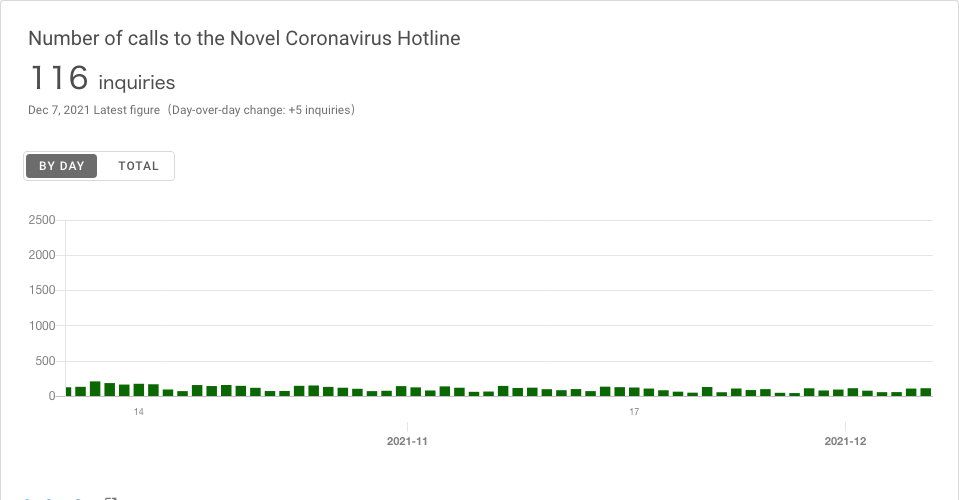 Number of calls to the Novel Coronavirus Hotline
116 inquiries
Dec 7, 2021 Latest figure（Day-over-day change: +5 inquiries）
BY DAY TOTAL
2500
2000
1500
1000
500
0
14 17
2021-11 2021-12